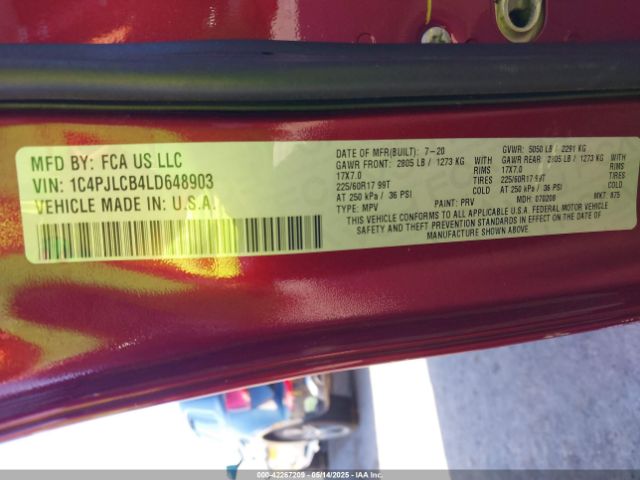 MFD BY: FCA US LLC
VIN: 1C4PJLCB4LD648903
VEHICLE MADE IN: U.S.A.
DATE OF MFR(BUILT): 7-20 GVWR: 5050 LB / 2291 KG
GAWR FRONT: 2805 LB / 1273 KG WITH GAWR REAR: 2805 LB / 1273 KG WITH
17X7.0 RIMS 17X7.0 RIMS
225/60R17 99T TIRES 225/60R17 99T TIRES
AT 250 kPa / 36 PSI COLD AT 250 kPa / 36 PSI COLD
TYPE: MPV PAINT: PRV MDH: 070208 MKT: 875
THIS VEHICLE CONFORMS TO ALL APPLICABLE U.S.A. FEDERAL MOTOR VEHICLE
SAFETY AND THEFT PREVENTION STANDARDS IN EFFECT ON THE DATE OF
MANUFACTURE SHOWN ABOVE.
000-42267209 - 05/14/2025 - IAAI.COM